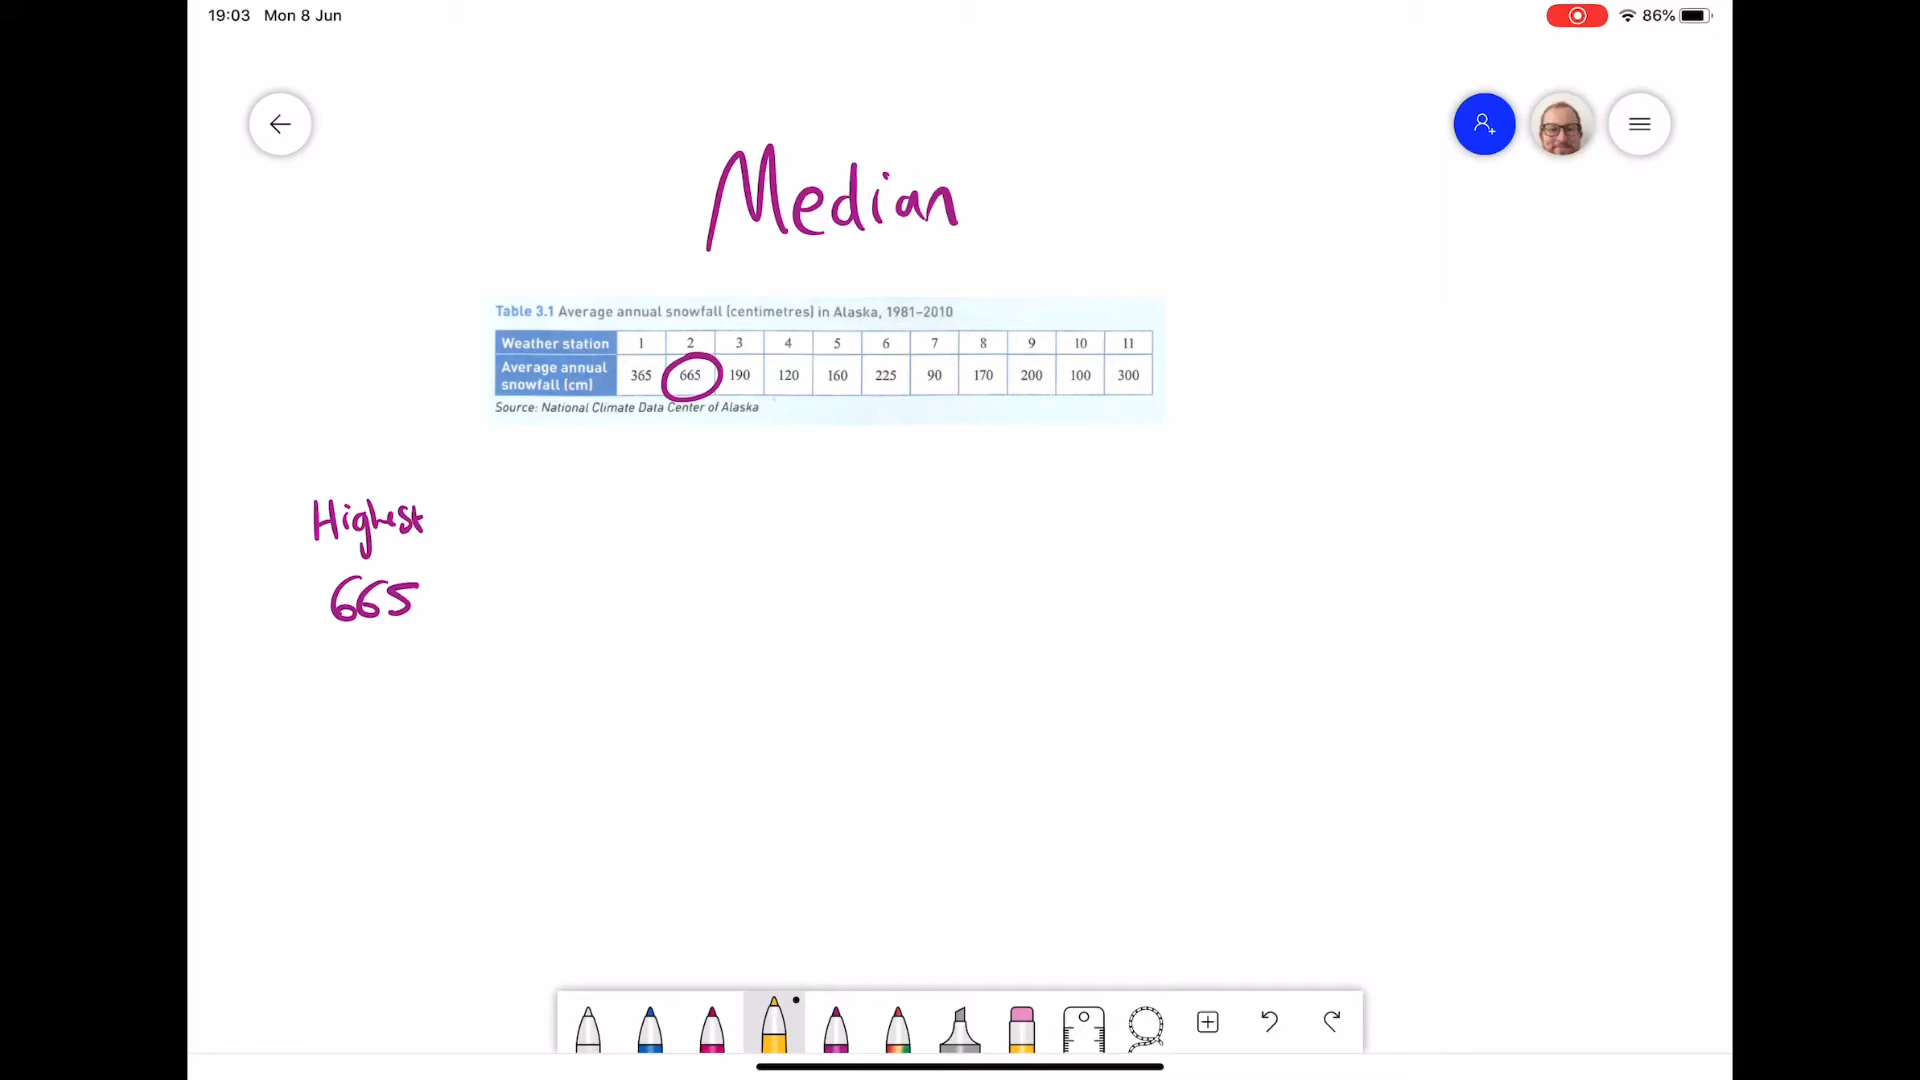 19:03 Mon 8 Jun
86%
Median
Table 3.1 Average annual snowfall (centimetres) in Alaska, 1981–2010
Weather station 1 2 3 4 5 6 7 8 9 10 11
Average annual
snowfall (cm) 365 665 190 120 160 225 90 170 200 100 300
Source: National Climate Data Center of Alaska
Highest
665